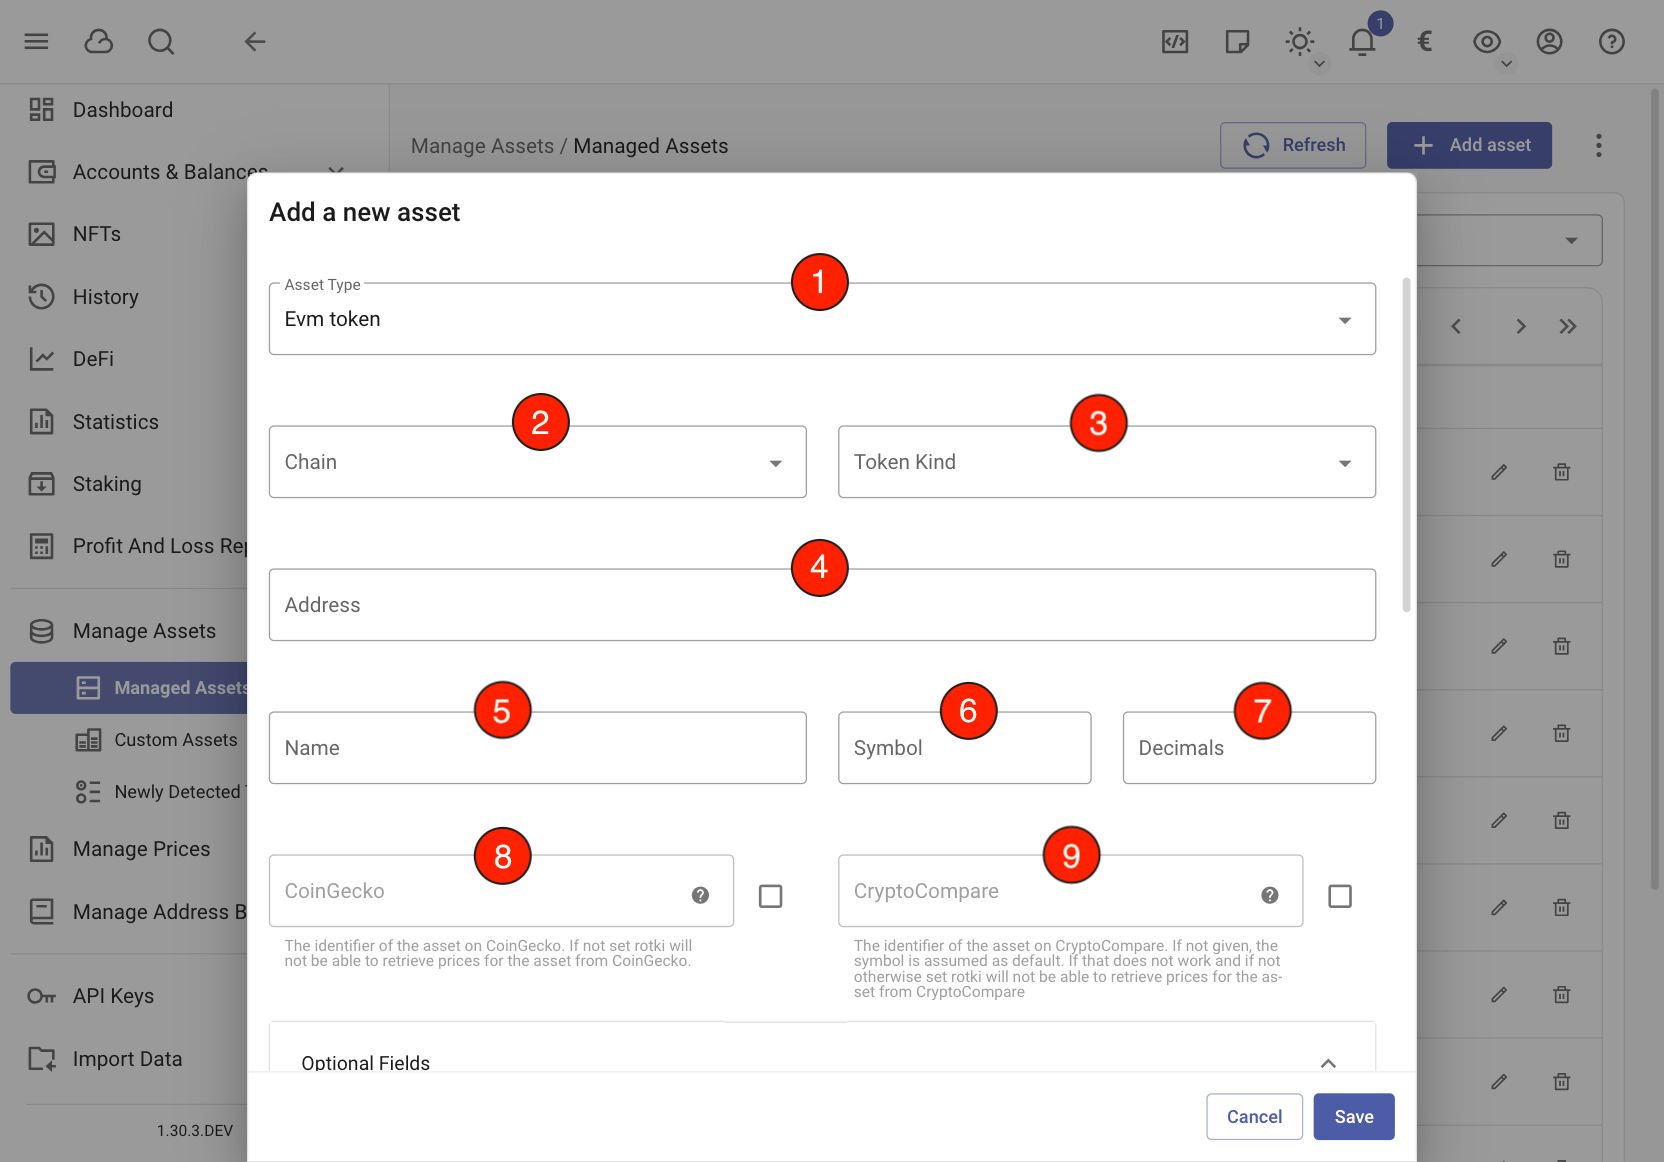 1
€
Dashboard
Accounts & Balances
NFTs
History
DeFi
Statistics
Staking
Profit And Loss Rep
Manage Assets
Managed Assets
Custom Assets
Newly Detected
Manage Prices
Manage Address B
API Keys
Import Data
1.30.3.DEV
Manage Assets / Managed Assets
Refresh
Add asset
Add a new asset
1
Asset Type
Evm token
2
Chain
3
Token Kind
4
Address
5
Name
6
Symbol
7
Decimals
8
CoinGecko
The identifier of the asset on CoinGecko. If not set rotki will
not be able to retrieve prices for the asset from CoinGecko.
9
CryptoCompare
The identifier of the asset on CryptoCompare. If not given, the
symbol is assumed as default. If that does not work and if not
otherwise set rotki will not be able to retrieve prices for the as-
set from CryptoCompare
Optional Fields
Cancel
Save